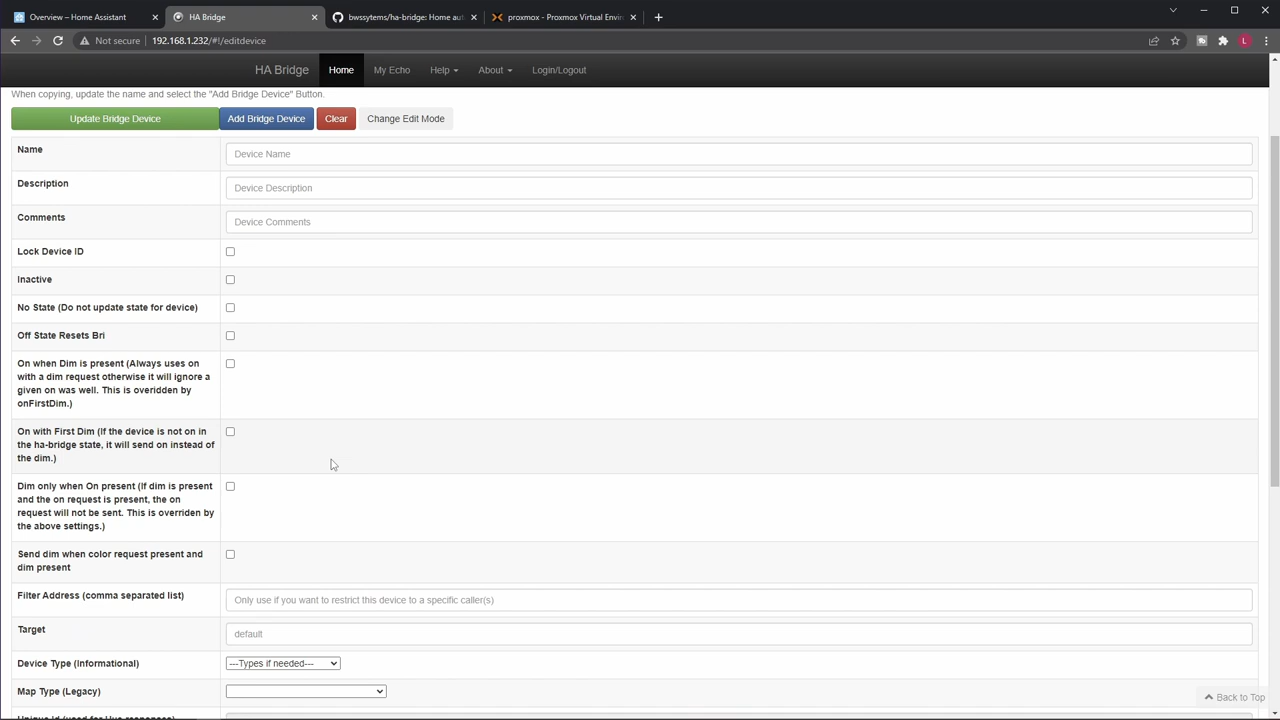 Overview – Home Assistant
HA Bridge
bwssytems/ha-bridge: Home aut
proxmox - Proxmox Virtual Enviro
Not secure
192.168.1.232/#!/editdevice
L
HA Bridge
Home
My Echo
Help
About
Login/Logout
When copying, update the name and select the "Add Bridge Device" Button.
Update Bridge Device
Add Bridge Device
Clear
Change Edit Mode
Name
Device Name
Description
Device Description
Comments
Device Comments
Lock Device ID
Inactive
No State (Do not update state for device)
Off State Resets Bri
On when Dim is present (Always uses on
with a dim request otherwise it will ignore a
given on was well. This is overidden by
onFirstDim.)
On with First Dim (If the device is not on in
the ha-bridge state, it will send on instead of
the dim.)
Dim only when On present (If dim is present
and the on request is present, the on
request will not be sent. This is overriden by
the above settings.)
Send dim when color request present and
dim present
Filter Address (comma separated list)
Only use if you want to restrict this device to a specific caller(s)
Target
default
Device Type (Informational)
---Types if needed---
Map Type (Legacy)
Back to Top
Unique Id (used for Hue responses)